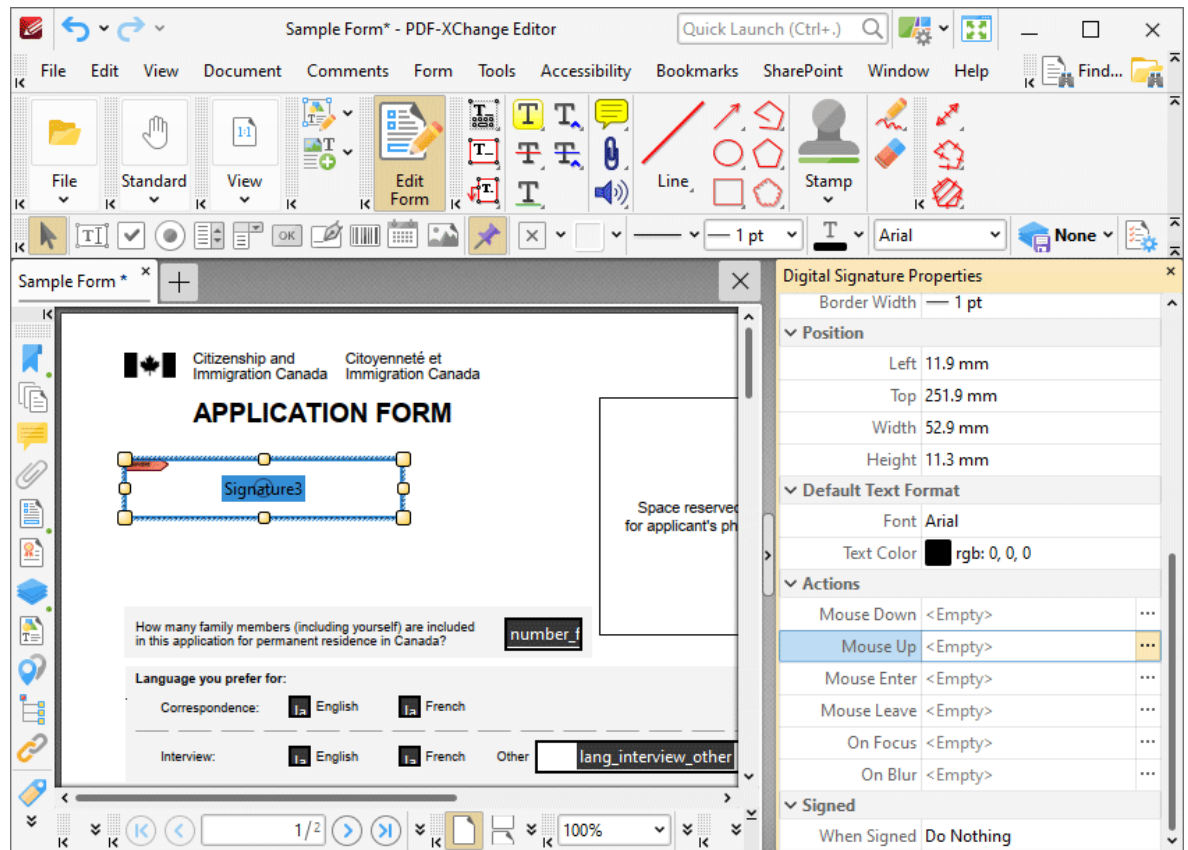 Sample Form* - PDF-XChange Editor
Quick Launch (Ctrl+.)
File Edit View Document Comments Form Tools Accessibility Bookmarks SharePoint Window Help
Find...
File
Standard
View
Edit
Form
Line
Stamp
1 pt
Arial
None
Sample Form *
Digital Signature Properties
Border Width 1 pt
Position
Left 11.9 mm
Top 251.9 mm
Width 52.9 mm
Height 11.3 mm
Default Text Format
Font Arial
Text Color rgb: 0, 0, 0
Actions
Mouse Down <Empty>
Mouse Up <Empty>
Mouse Enter <Empty>
Mouse Leave <Empty>
On Focus <Empty>
On Blur <Empty>
Signed
When Signed Do Nothing
Citizenship and Citoyenneté et
Immigration Canada Immigration Canada
APPLICATION FORM
Signature3
Space reserved
for applicant's ph
How many family members (including yourself) are included
in this application for permanent residence in Canada?
number_f
Language you prefer for:
Correspondence: la English la French
Interview: la English la French Other lang_interview_other
1/2
100%